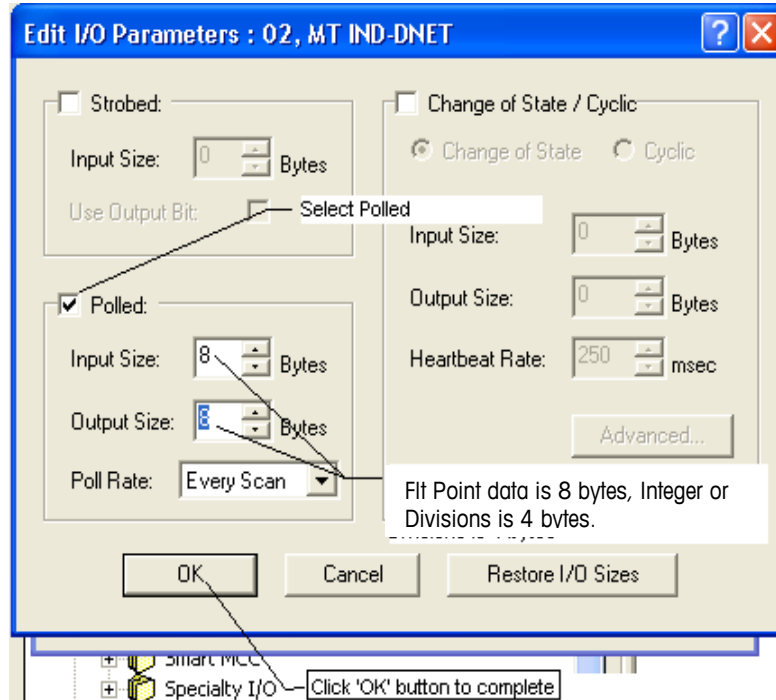 Edit I/O Parameters : 02, MT IND-DNET
Strobed:
Input Size: 0 Bytes
Use Output Bit:
Select Polled
Polled:
Input Size: 8 Bytes
Output Size: 8 Bytes
Poll Rate: Every Scan
Change of State / Cyclic
Change of State Cyclic
Input Size: 0 Bytes
Output Size: 0 Bytes
Heartbeat Rate: 250 msec
Advanced...
Flt Point data is 8 bytes, Integer or
Divisions is 4 bytes.
OK Cancel Restore I/O Sizes
Smart MCC
Specialty I/O
Click 'OK' button to complete